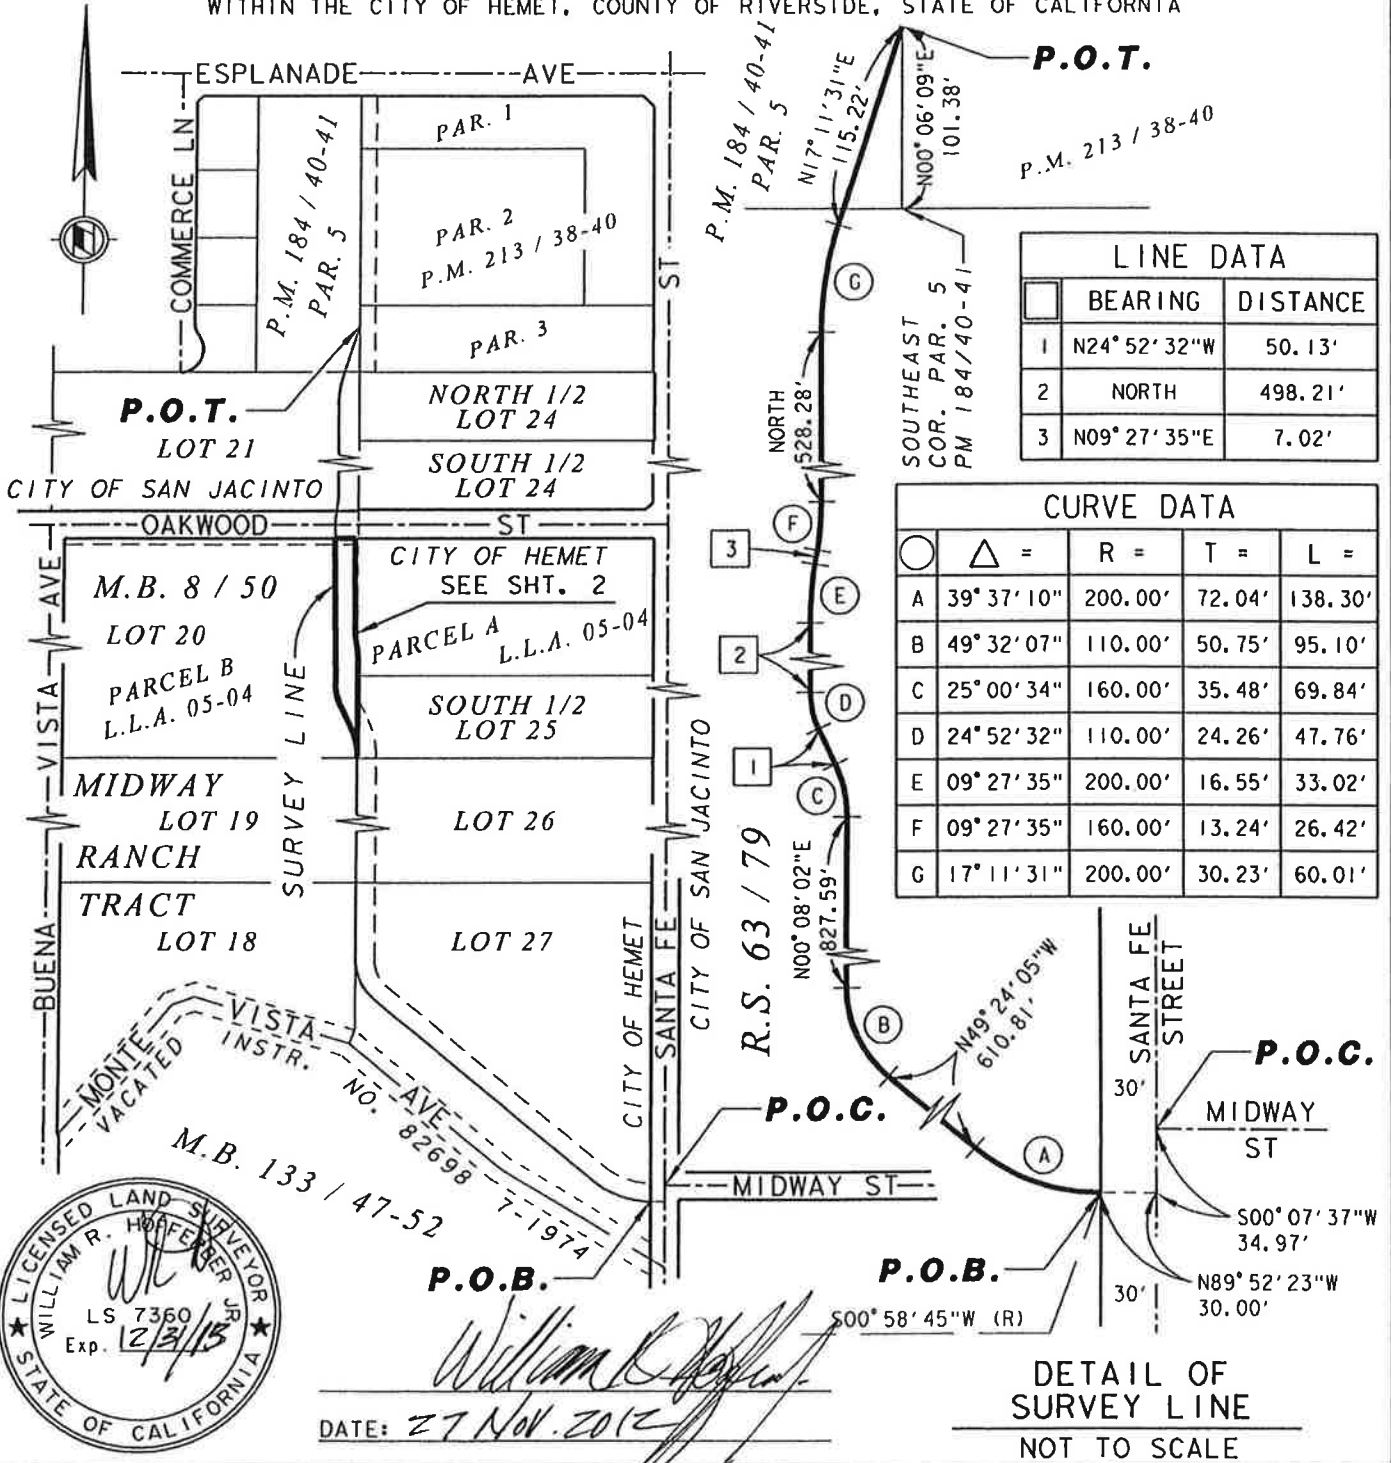 WITHIN THE CITY OF HEMET, COUNTY OF RIVERSIDE, STATE OF CALIFORNIA
ESPLANADE AVE
COMMERCE LN
P.M. 184 / 40-41
PAR. 5
PAR. 1
PAR. 2
P.M. 213 / 38-40
PAR. 3
ST
P.O.T.
LOT 21
NORTH 1/2
LOT 24
SOUTH 1/2
LOT 24
CITY OF SAN JACINTO
OAKWOOD ST
CITY OF HEMET
SEE SHT. 2
M.B. 8 / 50
LOT 20
PARCEL B
L.L.A. 05-04
PARCEL A
L.L.A. 05-04
SOUTH 1/2
LOT 25
SURVEY LINE
BUENA VISTA AVE
MIDWAY
LOT 19
RANCH
TRACT
LOT 18
LOT 26
LOT 27
CITY OF HEMET
SANTA FE
CITY OF SAN JACINTO
MONTE VISTA AVE
VACATED INSTR. NO. 82698 7-1974
M.B. 133 / 47-52
P.O.C.
MIDWAY ST
P.O.B.
P.M. 184 / 40-41
PAR. 5
N17°11'31"E
115.22'
N00°06'09"E
101.38'
P.O.T.
P.M. 213 / 38-40
SOUTHEAST
COR. PAR. 5
PM 184/40-41
G
NORTH
528.28'
F
3
E
2
D
1
C
R.S. 63 / 79
N00°08'02"E
827.59'
B
N49°24'05"W
610.81'
A
LINE DATA
BEARING DISTANCE
1 N24°52'32"W 50.13'
2 NORTH 498.21'
3 N09°27'35"E 7.02'
CURVE DATA
△ = R = T = L =
A 39°37'10" 200.00' 72.04' 138.30'
B 49°32'07" 110.00' 50.75' 95.10'
C 25°00'34" 160.00' 35.48' 69.84'
D 24°52'32" 110.00' 24.26' 47.76'
E 09°27'35" 200.00' 16.55' 33.02'
F 09°27'35" 160.00' 13.24' 26.42'
G 17°11'31" 200.00' 30.23' 60.01'
SANTA FE
STREET
30'
P.O.C.
MIDWAY
ST
S00°07'37"W
34.97'
N89°52'23"W
30.00'
30'
P.O.B.
S00°58'45"W (R)
DETAIL OF
SURVEY LINE
NOT TO SCALE
LICENSED LAND SURVEYOR
WILLIAM R. HOFFERBER JR
LS 7360
Exp. 12/31/13
STATE OF CALIFORNIA
DATE: 27 Nov. 2012